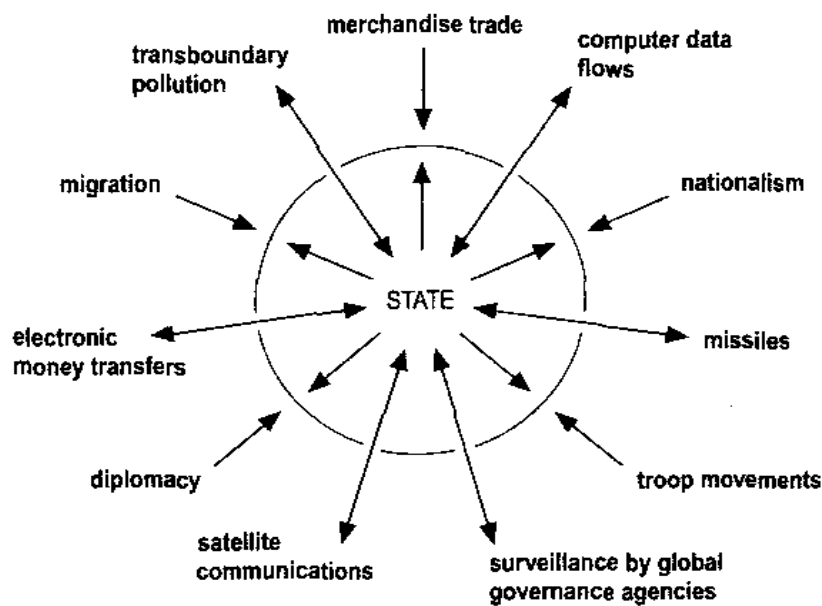 merchandise trade
transboundary
pollution
computer data
flows
migration
nationalism
STATE
electronic
money transfers
missiles
diplomacy
troop movements
satellite
communications
surveillance by global
governance agencies